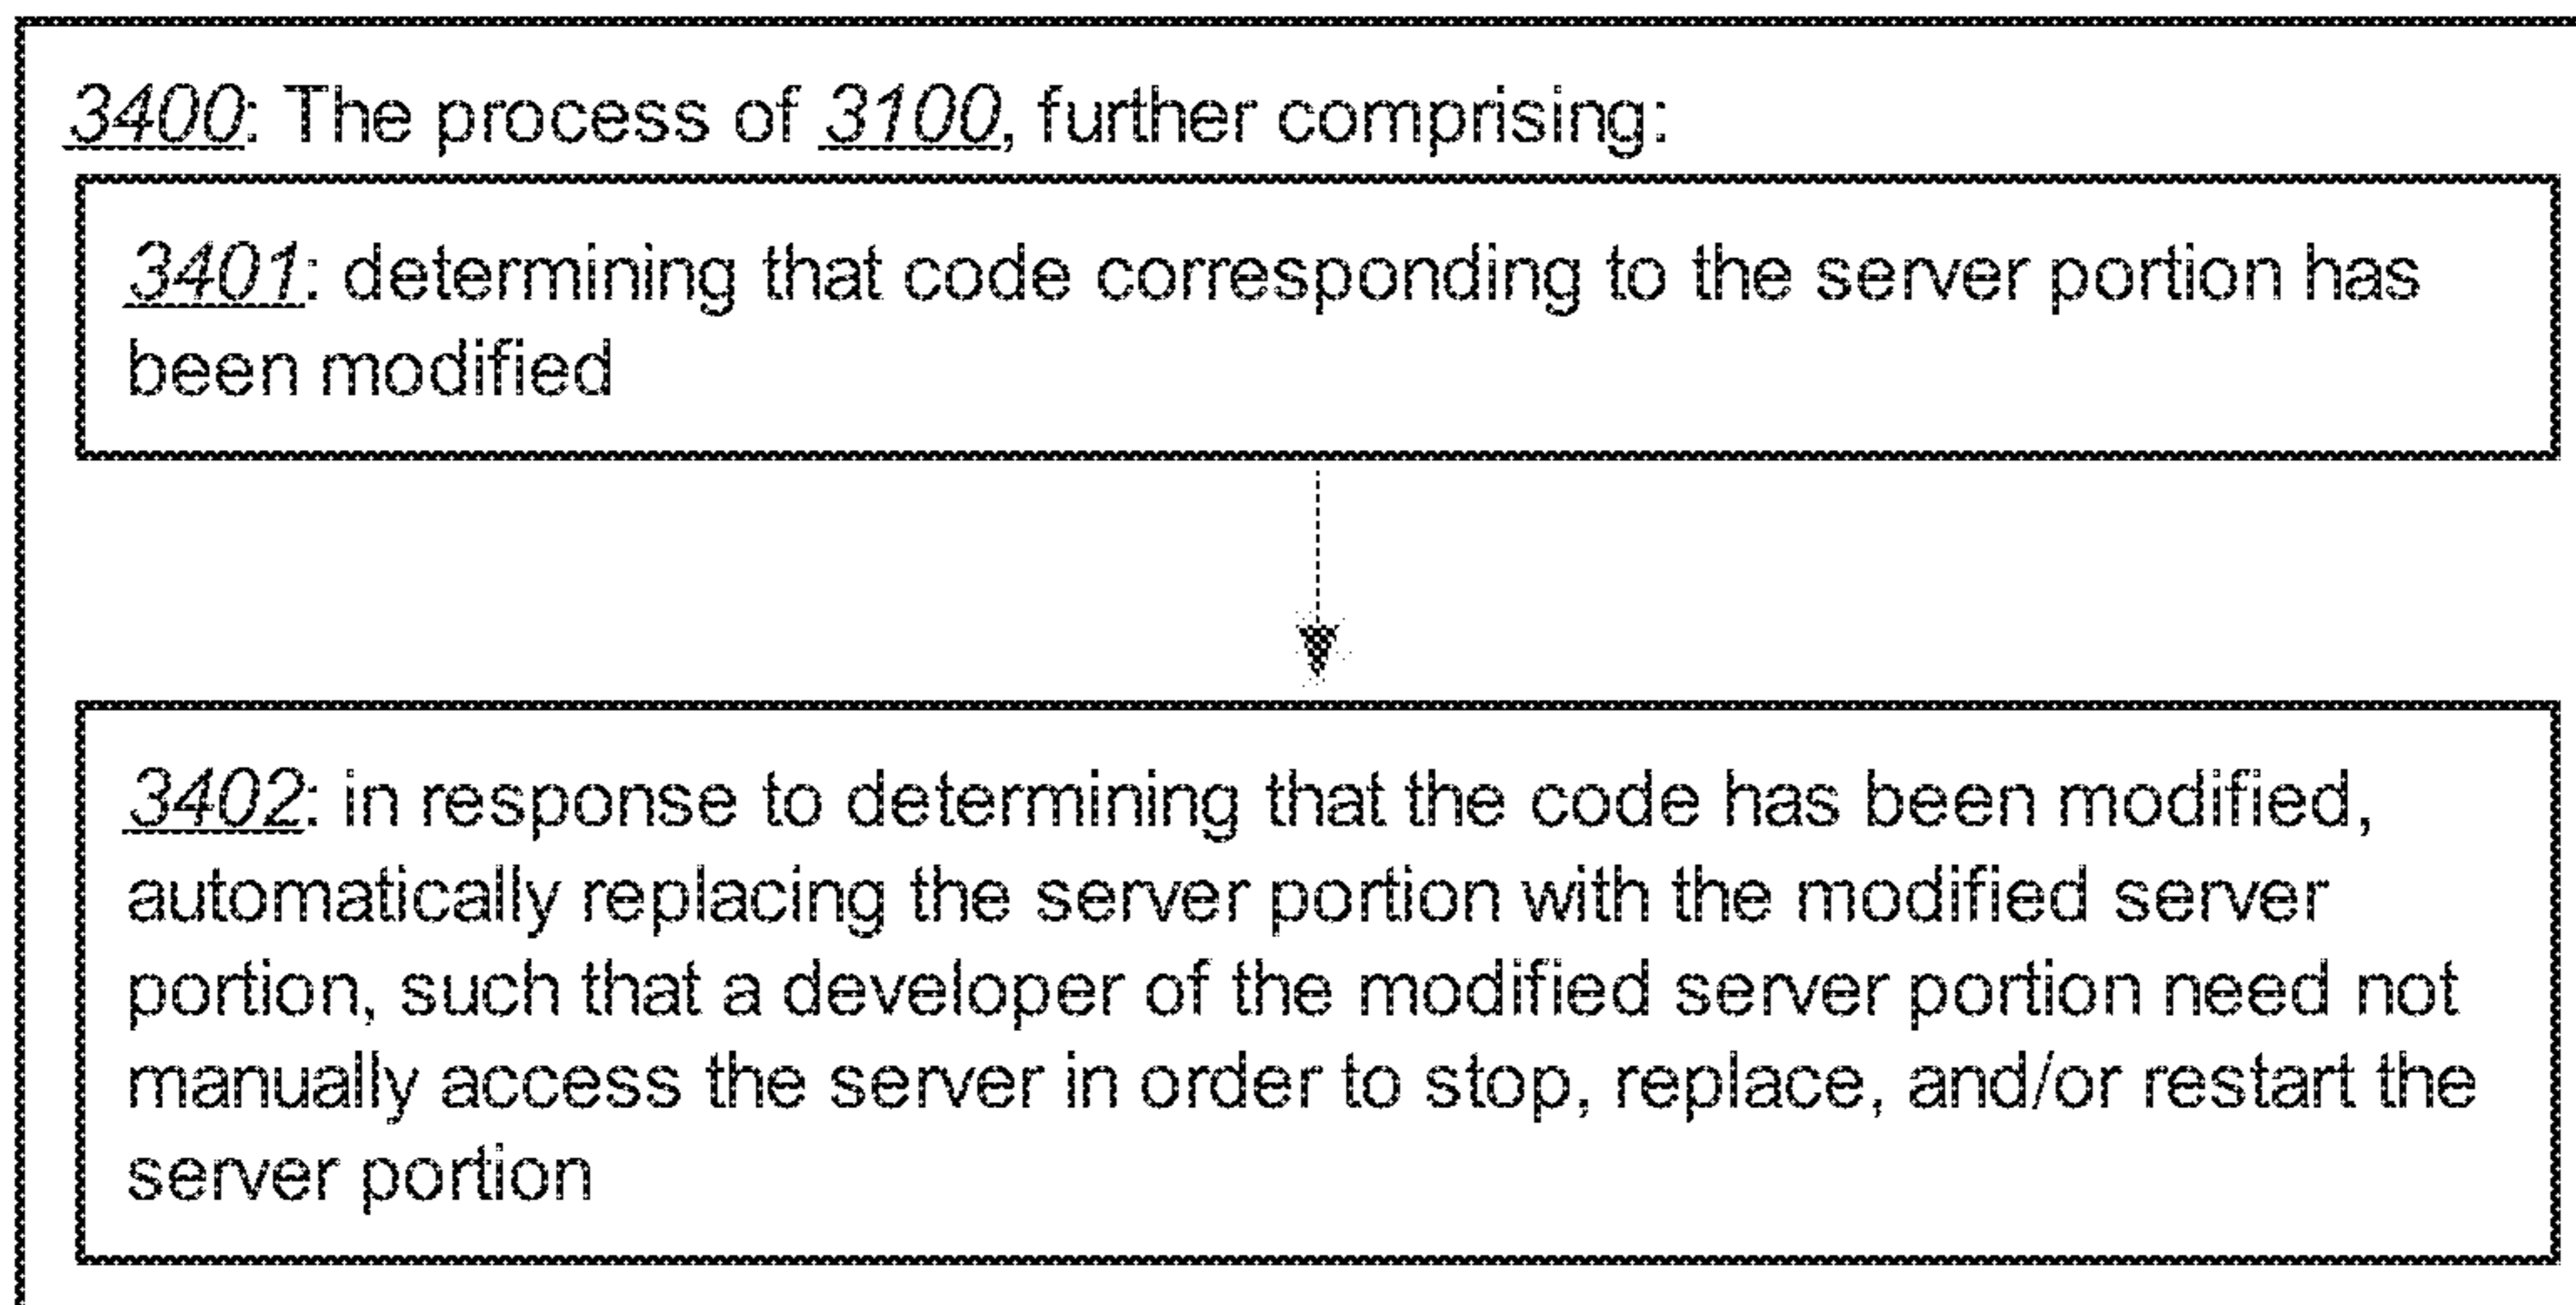 3400: The process of 3100, further comprising:
3401: determining that code corresponding to the server portion has
been modified
3402: in response to determining that the code has been modified,
automatically replacing the server portion with the modified server
portion, such that a developer of the modified server portion need not
manually access the server in order to stop, replace, and/or restart the
server portion